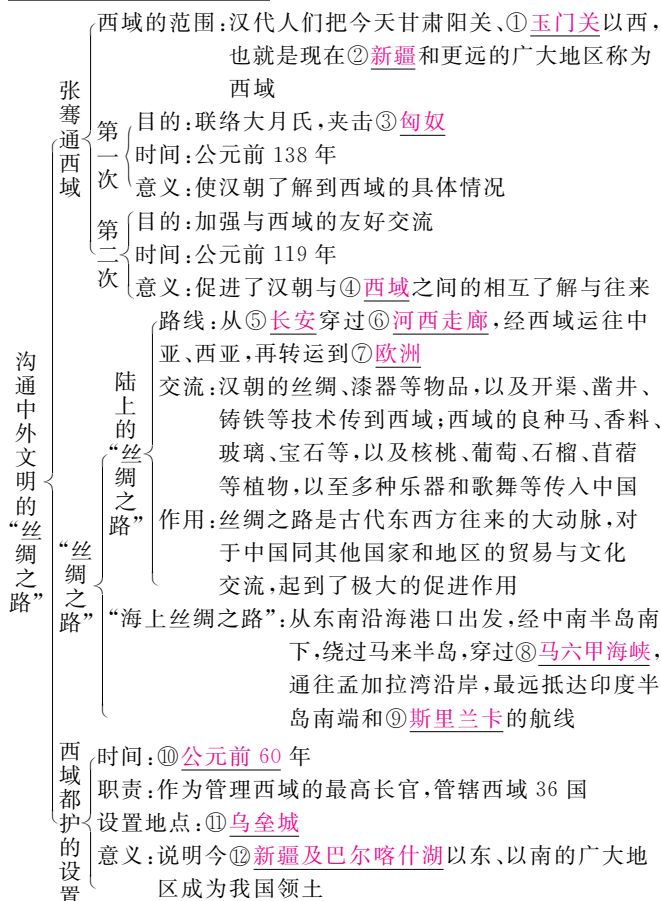 沟通中外文明的“丝绸之路”
张骞通西域
西域的范围:汉代人们把今天甘肃阳关、①玉门关以西,
也就是现在②新疆和更远的广大地区称为
西域
第一次
目的:联络大月氏,夹击③匈奴
时间:公元前 138 年
意义:使汉朝了解到西域的具体情况
第二次
目的:加强与西域的友好交流
时间:公元前 119 年
意义:促进了汉朝与④西域之间的相互了解与往来
“丝绸之路”
陆上的“丝绸之路”
路线:从⑤长安穿过⑥河西走廊,经西域运往中
亚、西亚,再转运到⑦欧洲
交流:汉朝的丝绸、漆器等物品,以及开渠、凿井、
铸铁等技术传到西域;西域的良种马、香料、
玻璃、宝石等,以及核桃、葡萄、石榴、苜蓿
等植物,以至多种乐器和歌舞等传入中国
作用:丝绸之路是古代东西方往来的大动脉,对
于中国同其他国家和地区的贸易与文化
交流,起到了极大的促进作用
“海上丝绸之路”:从东南沿海港口出发,经中南半岛南
下,绕过马来半岛,穿过⑧马六甲海峡,
通往孟加拉湾沿岸,最远抵达印度半
岛南端和⑨斯里兰卡的航线
西域都护的设置
时间:⑩公元前 60 年
职责:作为管理西域的最高长官,管辖西域 36 国
设置地点:⑪乌垒城
意义:说明今⑫新疆及巴尔喀什湖以东、以南的广大地
区成为我国领土